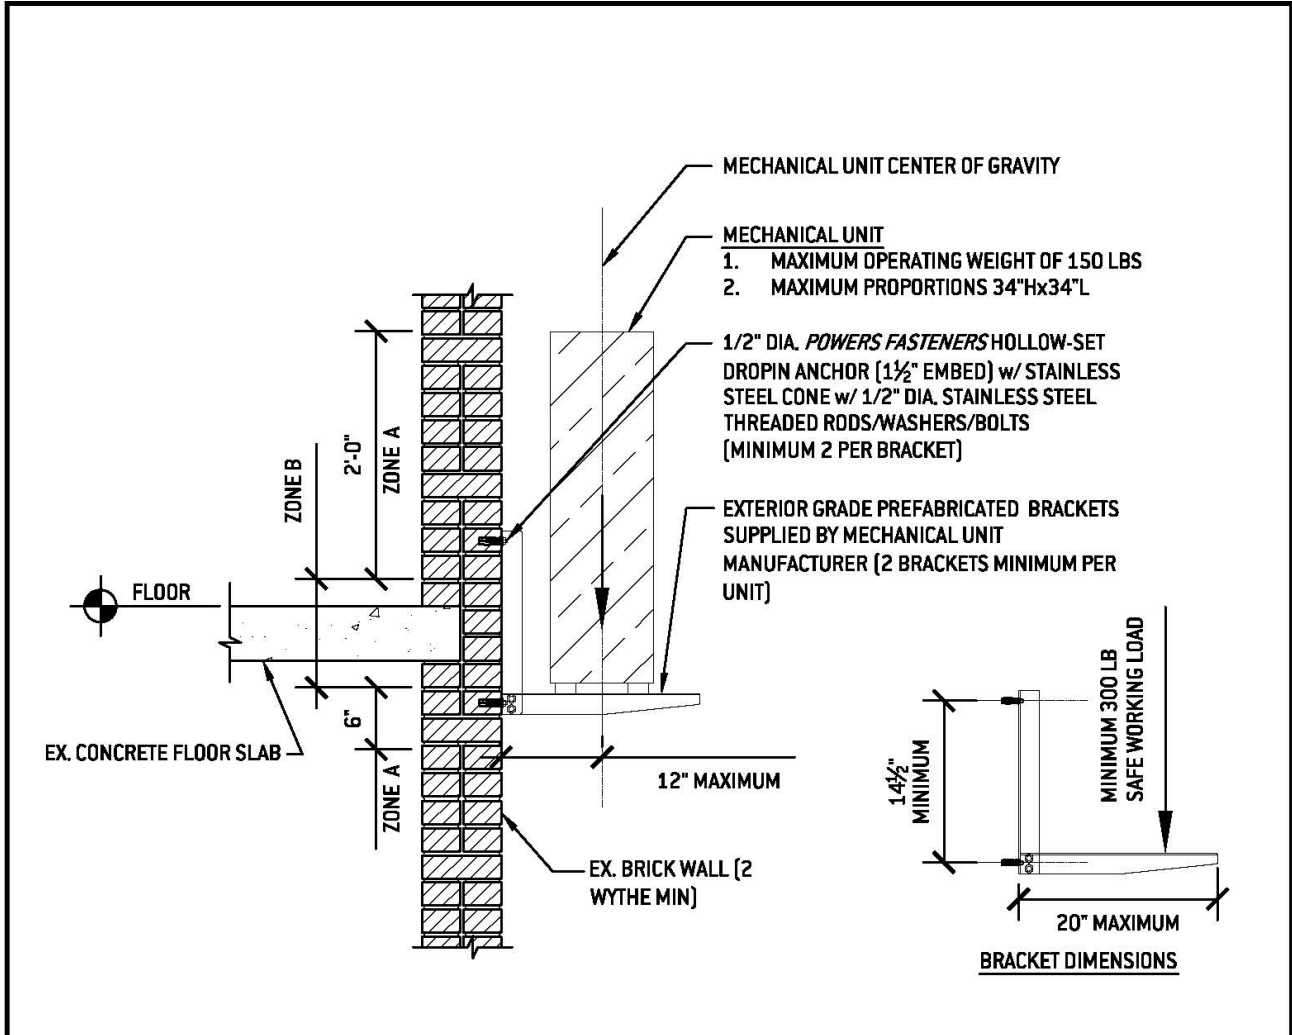 MECHANICAL UNIT CENTER OF GRAVITY
MECHANICAL UNIT
1. MAXIMUM OPERATING WEIGHT OF 150 LBS
2. MAXIMUM PROPORTIONS 34"Hx34"L
1/2" DIA. POWERS FASTENERS HOLLOW-SET
DROPIN ANCHOR (1½" EMBED) w/ STAINLESS
STEEL CONE w/ 1/2" DIA. STAINLESS STEEL
THREADED RODS/WASHERS/BOLTS
(MINIMUM 2 PER BRACKET)
EXTERIOR GRADE PREFABRICATED BRACKETS
SUPPLIED BY MECHANICAL UNIT
MANUFACTURER (2 BRACKETS MINIMUM PER
UNIT)
2'-0"
ZONE A
ZONE B
FLOOR
6"
ZONE A
EX. CONCRETE FLOOR SLAB
12" MAXIMUM
EX. BRICK WALL (2
WYTHE MIN)
MINIMUM 300 LB
SAFE WORKING LOAD
14½"
MINIMUM
20" MAXIMUM
BRACKET DIMENSIONS